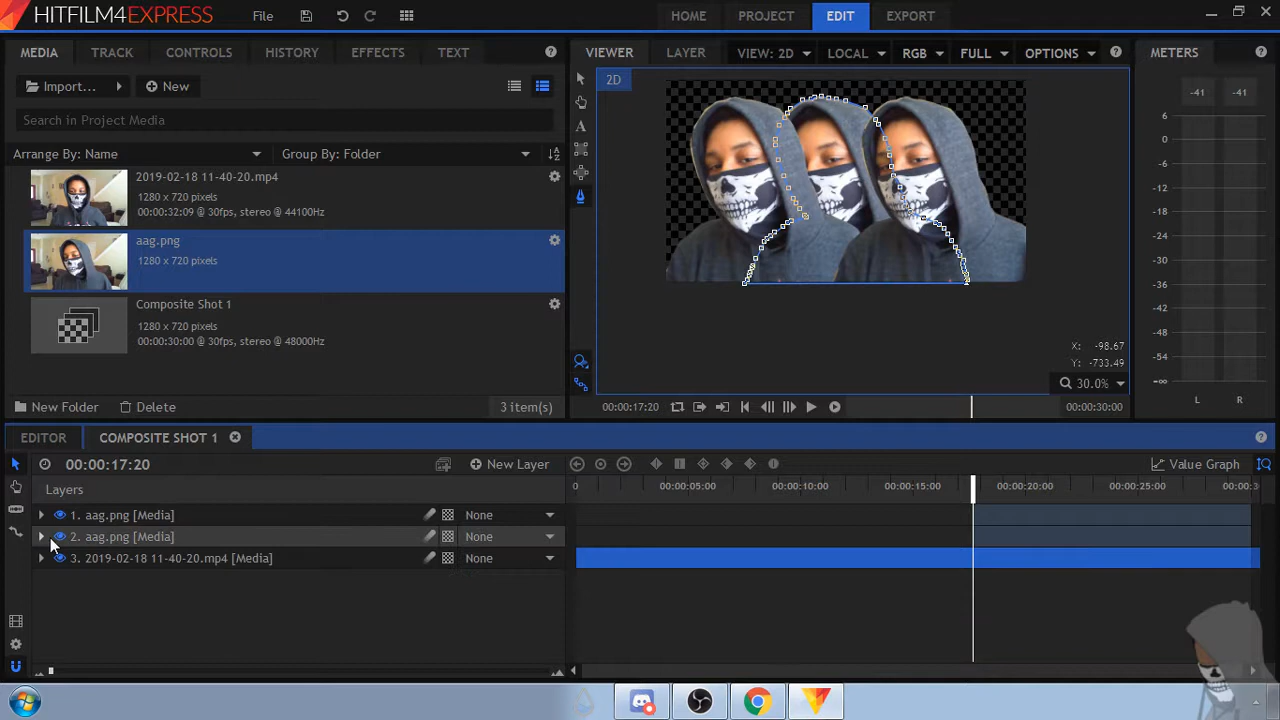 HITFILM4EXPRESS
File
HOME PROJECT EDIT EXPORT
MEDIA TRACK CONTROLS HISTORY EFFECTS TEXT
Import... New
Search in Project Media
Arrange By: Name Group By: Folder
2019-02-18 11-40-20.mp4
1280 x 720 pixels
00:00:32:09 @ 30fps, stereo @ 44100Hz
aag.png
1280 x 720 pixels
Composite Shot 1
1280 x 720 pixels
00:00:30:00 @ 30fps, stereo @ 48000Hz
New Folder Delete 3 item(s)
VIEWER LAYER VIEW: 2D LOCAL RGB FULL OPTIONS
2D
X: -98.67
Y: -733.49
30.0%
00:00:17:20 00:00:30:00
METERS
-41 -41
6
0
-6
-12
-18
-24
-30
-36
-42
-48
-54
-∞
L R
EDITOR COMPOSITE SHOT 1
00:00:17:20 New Layer Value Graph
Layers 0 00:00:05:00 00:00:10:00 00:00:15:00 00:00:20:00 00:00:25:00 00:00:3
1. aag.png [Media] None
2. aag.png [Media] None
3. 2019-02-18 11-40-20.mp4 [Media] None